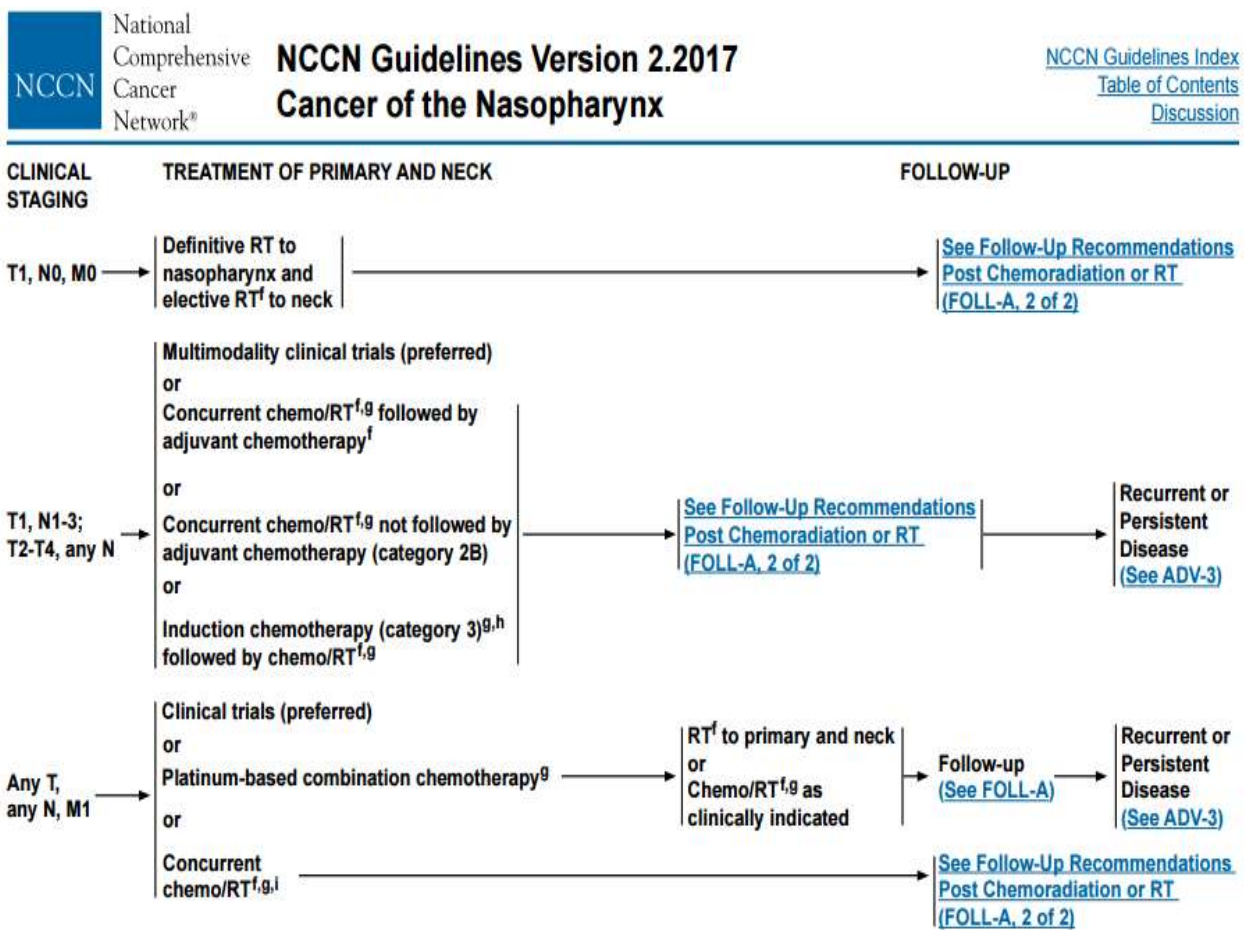 NCCN
National
Comprehensive
Cancer
Network®
NCCN Guidelines Version 2.2017
Cancer of the Nasopharynx
NCCN Guidelines Index
Table of Contents
Discussion
CLINICAL
STAGING
TREATMENT OF PRIMARY AND NECK
FOLLOW-UP
T1, N0, M0
Definitive RT to
nasopharynx and
elective RTf to neck
See Follow-Up Recommendations
Post Chemoradiation or RT
(FOLL-A, 2 of 2)
T1, N1-3;
T2-T4, any N
Multimodality clinical trials (preferred)
or
Concurrent chemo/RTf,g followed by
adjuvant chemotherapyf
or
Concurrent chemo/RTf,g not followed by
adjuvant chemotherapy (category 2B)
or
Induction chemotherapy (category 3)g,h
followed by chemo/RTf,g
See Follow-Up Recommendations
Post Chemoradiation or RT
(FOLL-A, 2 of 2)
Recurrent or
Persistent
Disease
(See ADV-3)
Any T,
any N, M1
Clinical trials (preferred)
or
Platinum-based combination chemotherapyg
or
Concurrent
chemo/RTf,g,i
RTf to primary and neck
or
Chemo/RTf,g as
clinically indicated
Follow-up
(See FOLL-A)
Recurrent or
Persistent
Disease
(See ADV-3)
See Follow-Up Recommendations
Post Chemoradiation or RT
(FOLL-A, 2 of 2)